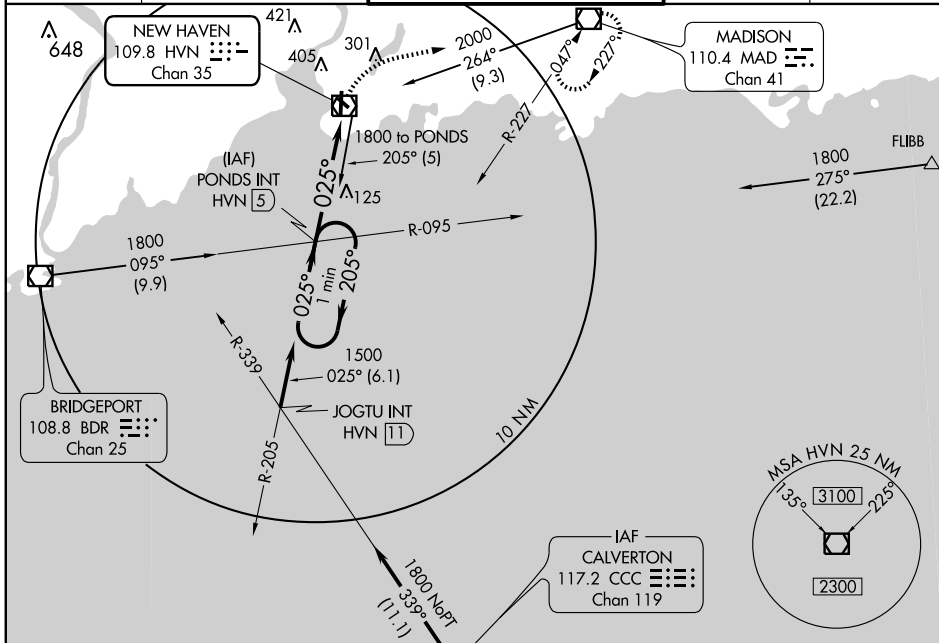 648
421
405
301
NEW HAVEN
109.8 HVN
Chan 35
2000
264°
(9.3)
047°
227°
MADISON
110.4 MAD
Chan 41
R-227
1800 to PONDS
205° (5)
125
(IAF)
PONDS INT
HVN 5
025°
FLIBB
1800
275°
(22.2)
1800
095°
(9.9)
R-095
025°
1 min
205°
R-339
1500
025° (6.1)
JOGTU INT
HVN 11
R-205
10 NM
BRIDGEPORT
108.8 BDR
Chan 25
1800 NoPT
339°
(11.1)
IAF
CALVERTON
117.2 CCC
Chan 119
MSA HVN 25 NM
135°
3100
225°
2300